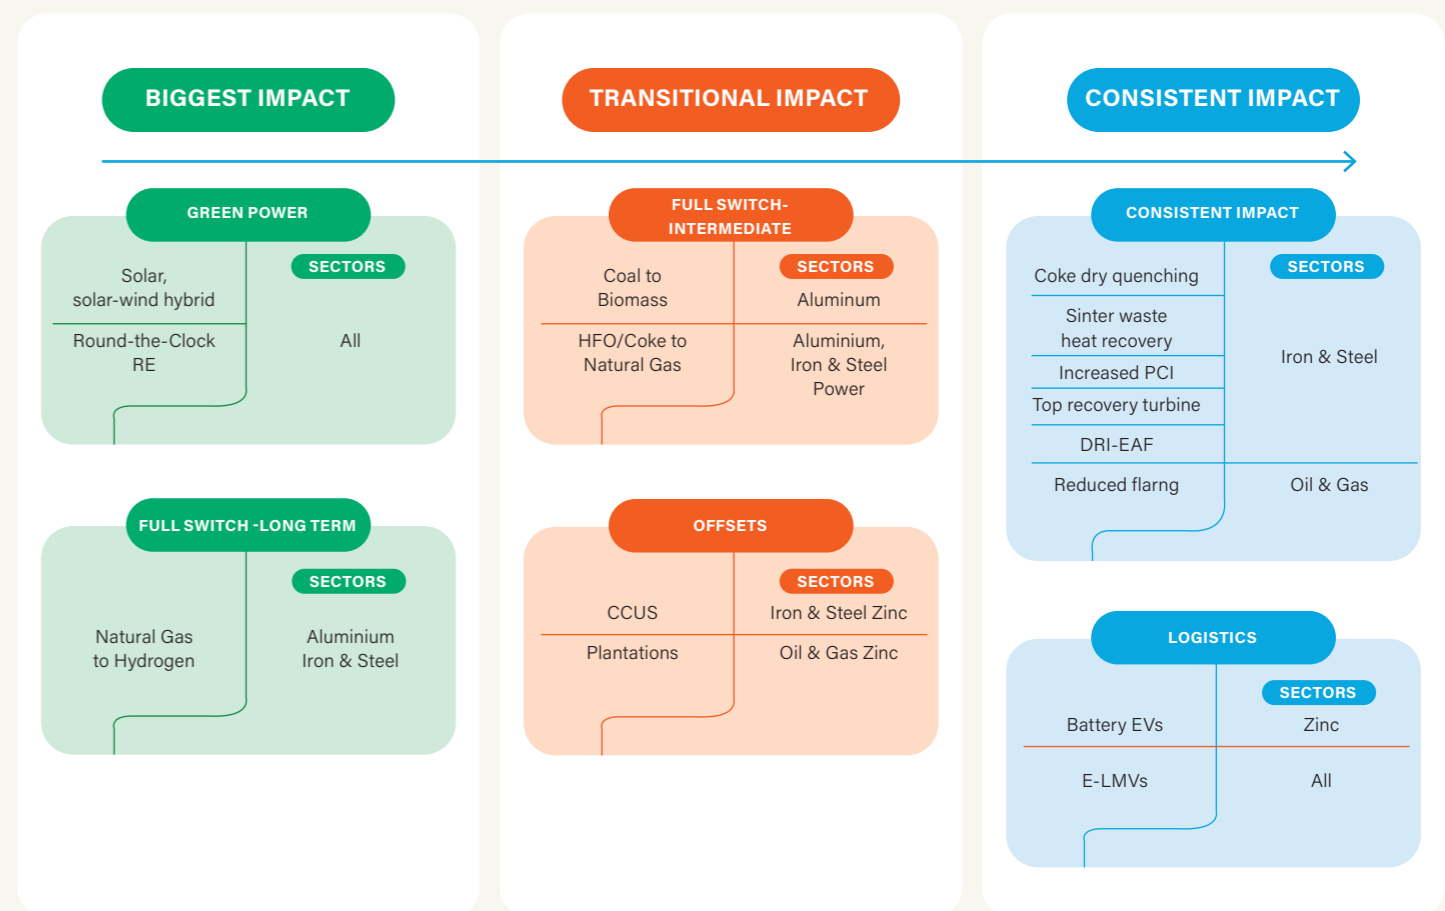 BIGGEST IMPACT
TRANSITIONAL IMPACT
CONSISTENT IMPACT
GREEN POWER
SECTORS
Solar,
solar-wind hybrid
Round-the-Clock
RE
All
FULL SWITCH -LONG TERM
SECTORS
Natural Gas
to Hydrogen
Aluminium
Iron & Steel
FULL SWITCH-
INTERMEDIATE
SECTORS
Coal to
Biomass
Aluminum
HFO/Coke to
Natural Gas
Aluminium,
Iron & Steel
Power
OFFSETS
SECTORS
CCUS
Iron & Steel Zinc
Plantations
Oil & Gas Zinc
CONSISTENT IMPACT
SECTORS
Coke dry quenching
Sinter waste
heat recovery
Increased PCI
Top recovery turbine
DRI-EAF
Iron & Steel
Reduced flarng
Oil & Gas
LOGISTICS
SECTORS
Battery EVs
Zinc
E-LMVs
All